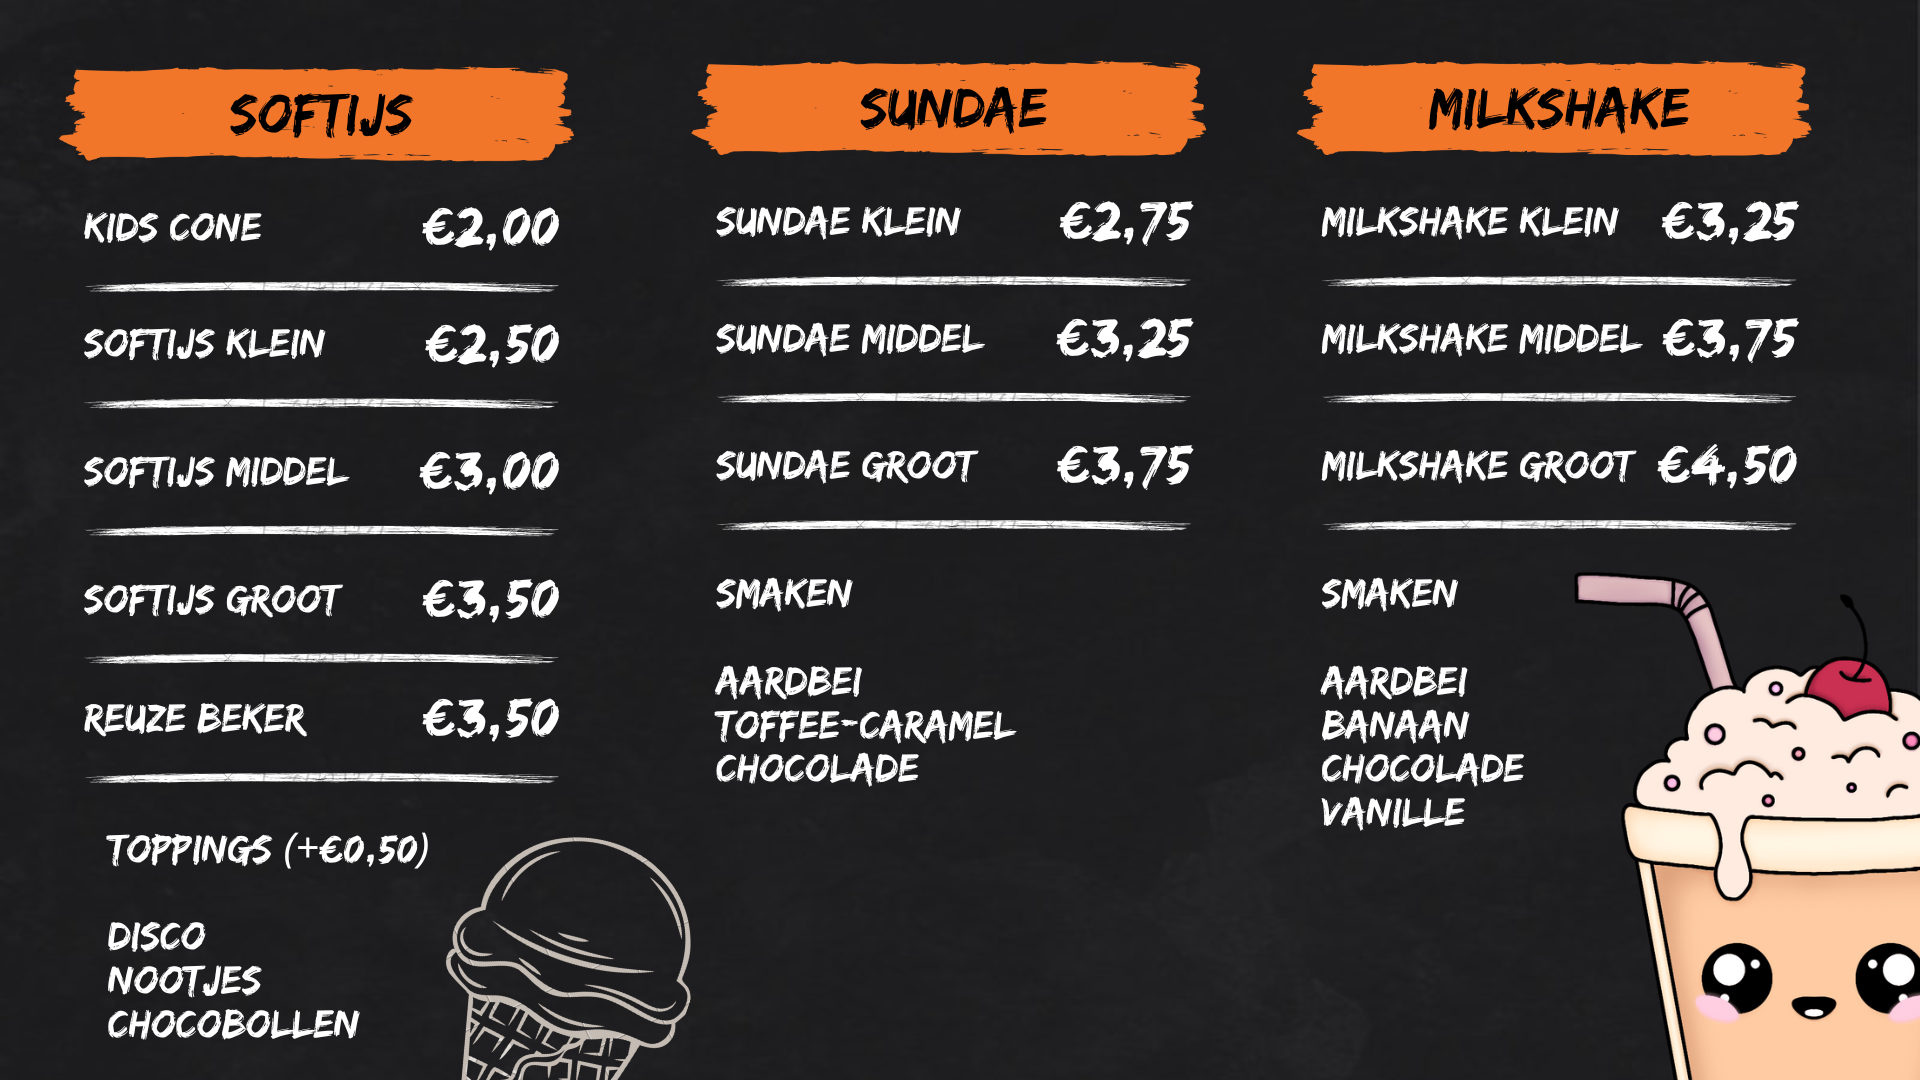 SOFTIJS
KIDS CONE €2,00
SOFTIJS KLEIN €2,50
SOFTIJS MIDDEL €3,00
SOFTIJS GROOT €3,50
REUZE BEKER €3,50
TOPPINGS (+€0,50)
DISCO
NOOTJES
CHOCOBOLLEN
SUNDAE
SUNDAE KLEIN €2,75
SUNDAE MIDDEL €3,25
SUNDAE GROOT €3,75
SMAKEN
AARDBEI
TOFFEE-CARAMEL
CHOCOLADE
MILKSHAKE
MILKSHAKE KLEIN €3,25
MILKSHAKE MIDDEL €3,75
MILKSHAKE GROOT €4,50
SMAKEN
AARDBEI
BANAAN
CHOCOLADE
VANILLE